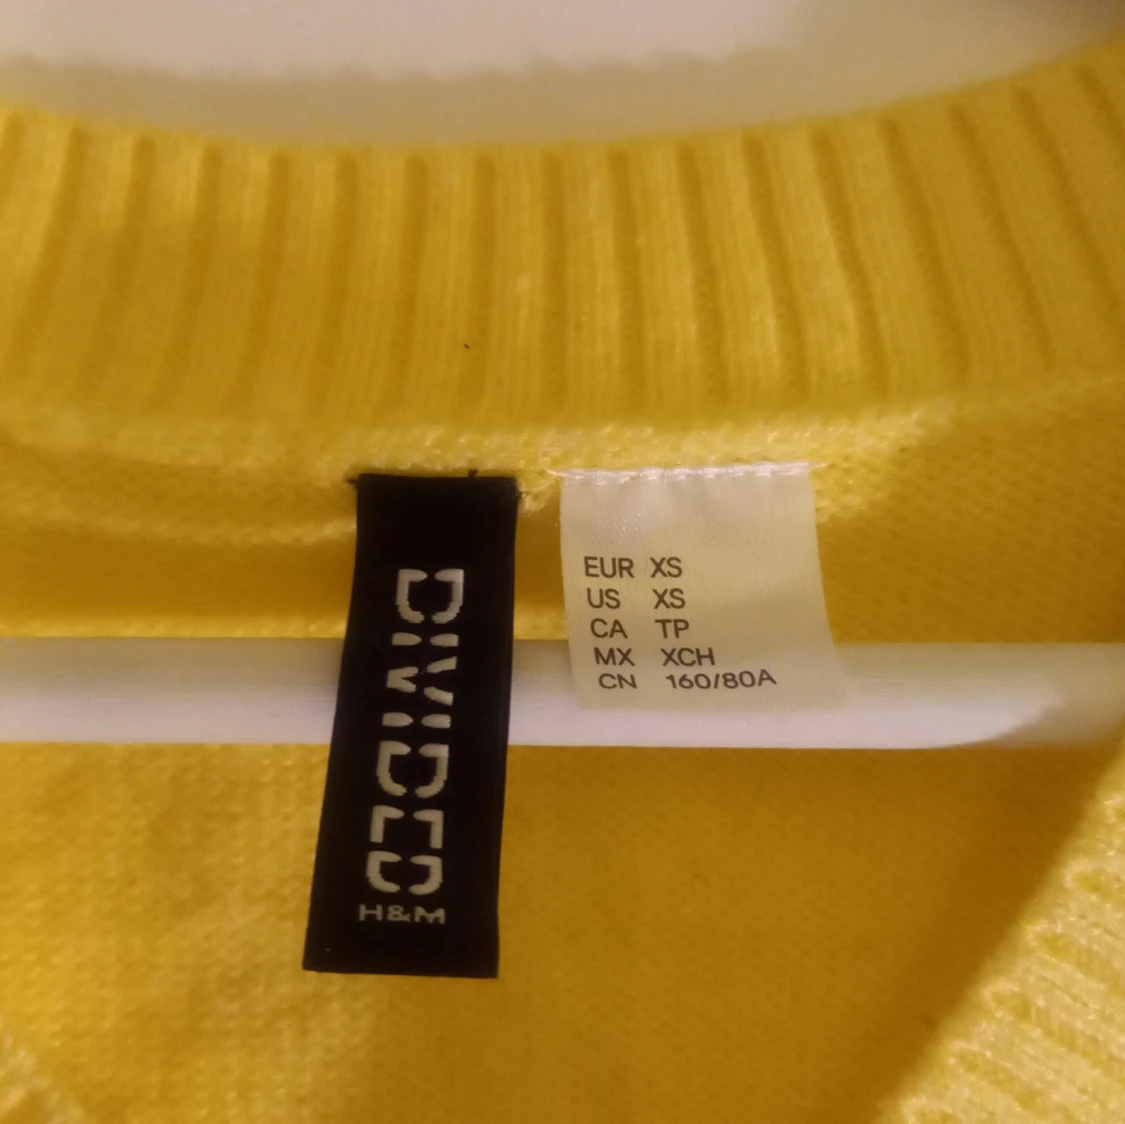 DIVIDED
H&M
EUR XS
US XS
CA TP
MX XCH
CN 160/80A